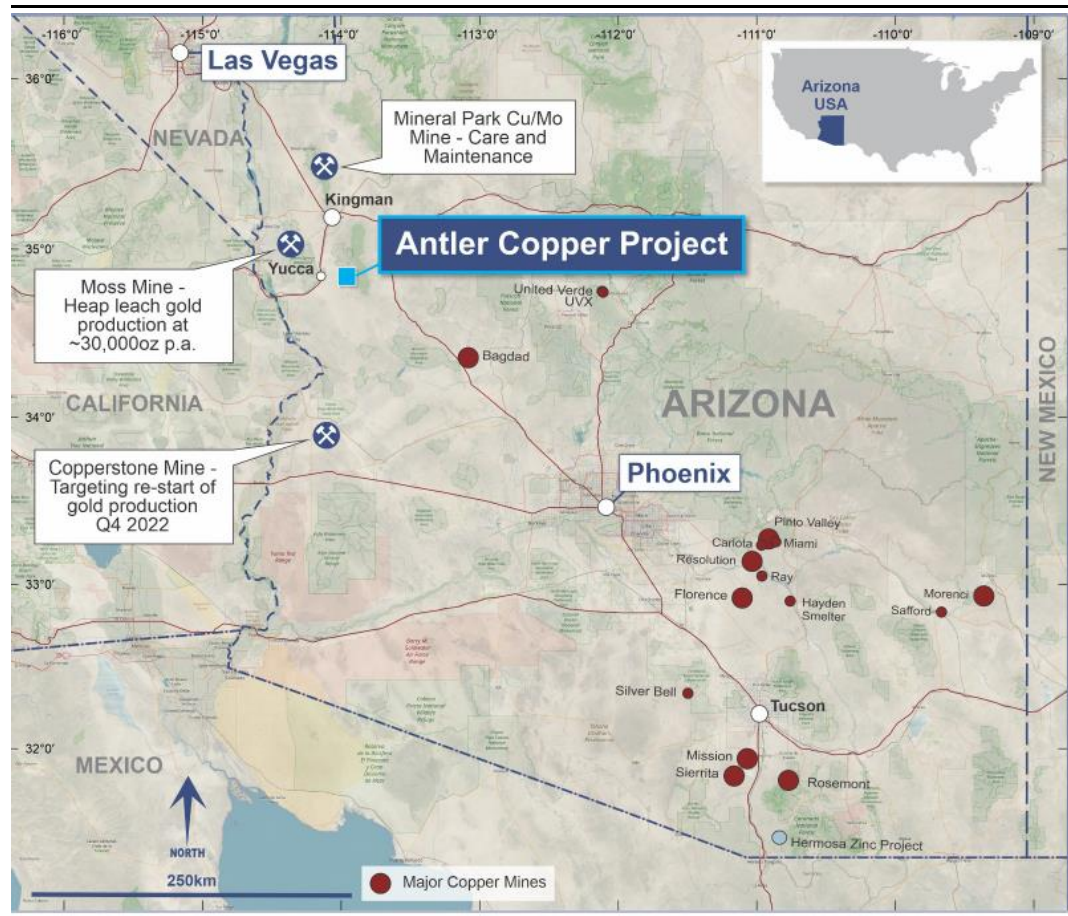 -116°0'
-115°0'
-114°0'
-113°0'
-112°0'
-111°0'
-110°0'
-109°0'
36°0'
35°0'
34°0'
33°0'
32°0'
Las Vegas
NEVADA
Mineral Park Cu/Mo
Mine - Care and
Maintenance
Arizona
USA
Kingman
Antler Copper Project
Yucca
Moss Mine -
Heap leach gold
production at
~30,000oz p.a.
United Verde
UVX
Bagdad
CALIFORNIA
ARIZONA
NEW MEXICO
Copperstone Mine -
Targeting re-start of
gold production
Q4 2022
Phoenix
Pinto Valley
Carlota
Miami
Resolution
Ray
Florence
Hayden
Smelter
Morenci
Safford
Silver Bell
Tucson
Mission
Sierrita
Rosemont
MEXICO
Hermosa Zinc Project
NORTH
250km
Major Copper Mines